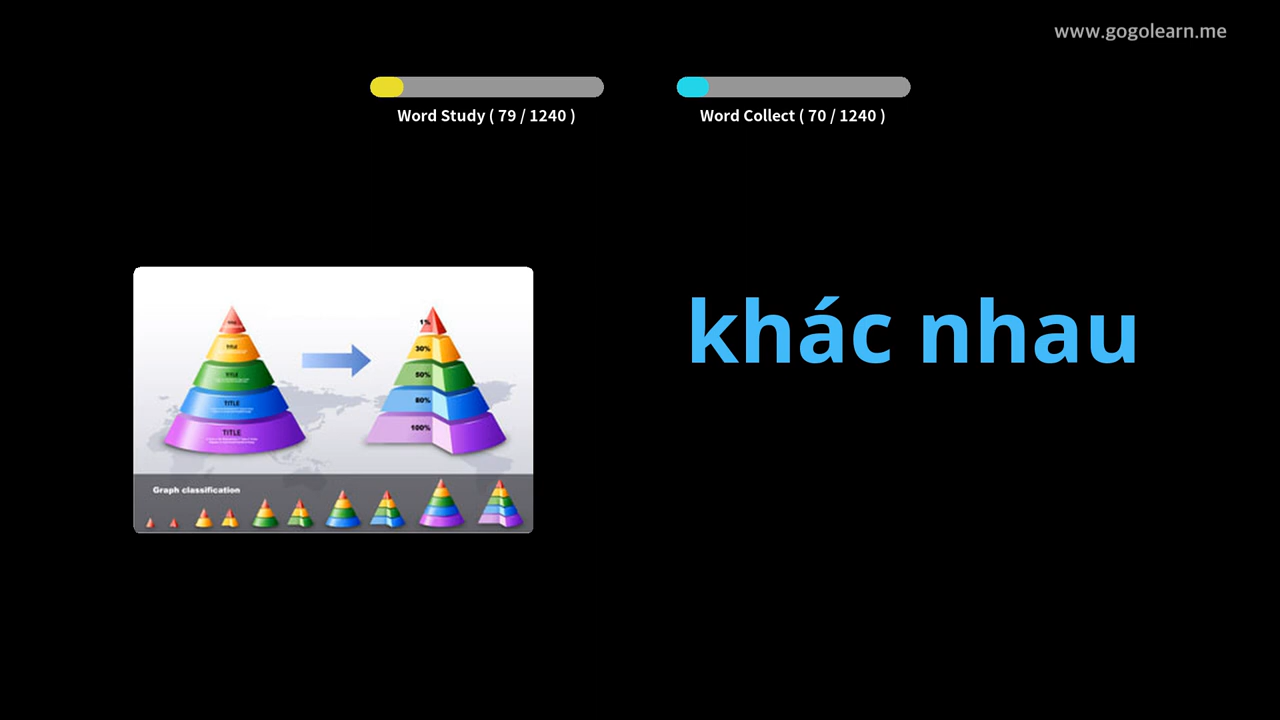 www.gogolearn.me
Word Study ( 79 / 1240 )
Word Collect ( 70 / 1240 )
khác nhau
TITLE
TITLE
TITLE
TITLE
1%
30%
50%
80%
100%
Graph classification